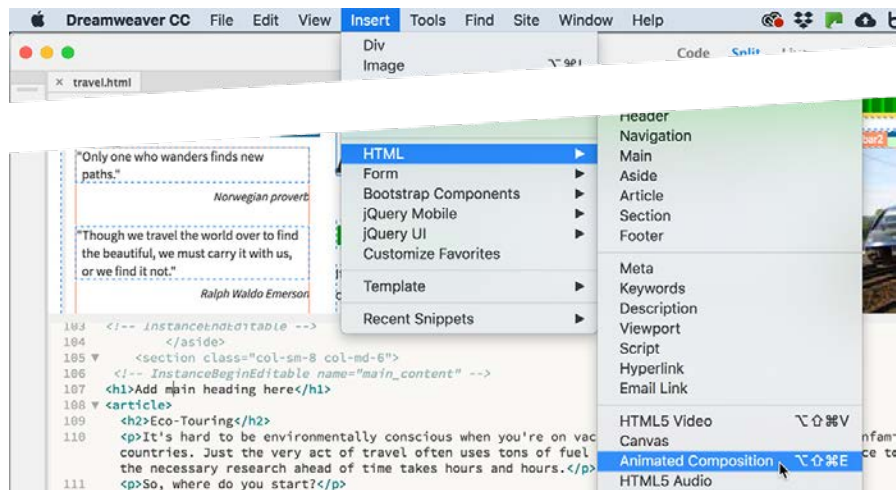 Dreamweaver CC File Edit View Insert Tools Find Site Window Help
Div
Image
Code Split
× travel.html
Header
Navigation
Main
Aside
Article
Section
Footer
Meta
Keywords
Description
Viewport
Script
Hyperlink
Email Link
HTML5 Video ⌥⇧⌘V
Canvas
Animated Composition ⌥⇧⌘E
HTML5 Audio
HTML ▶
Form ▶
Bootstrap Components ▶
jQuery Mobile ▶
jQuery UI ▶
Customize Favorites
Template ▶
Recent Snippets ▶
"Only one who wanders finds new
paths."
Norwegian proverb
"Though we travel the world over to find
the beautiful, we must carry it with us,
or we find it not."
Ralph Waldo Emerson
103 <!-- InstanceEndEditable -->
104 </aside>
105 ▼ <section class="col-sm-8 col-md-6">
106 <!-- InstanceBeginEditable name="main_content" -->
107 <h1>Add main heading here</h1>
108 ▼ <article>
109 <h2>Eco-Touring</h2>
110 <p>It's hard to be environmentally conscious when you're on vac
countries. Just the very act of travel often uses tons of fuel
the necessary research ahead of time takes hours and hours.</p>
111 <p>So, where do you start?</p>